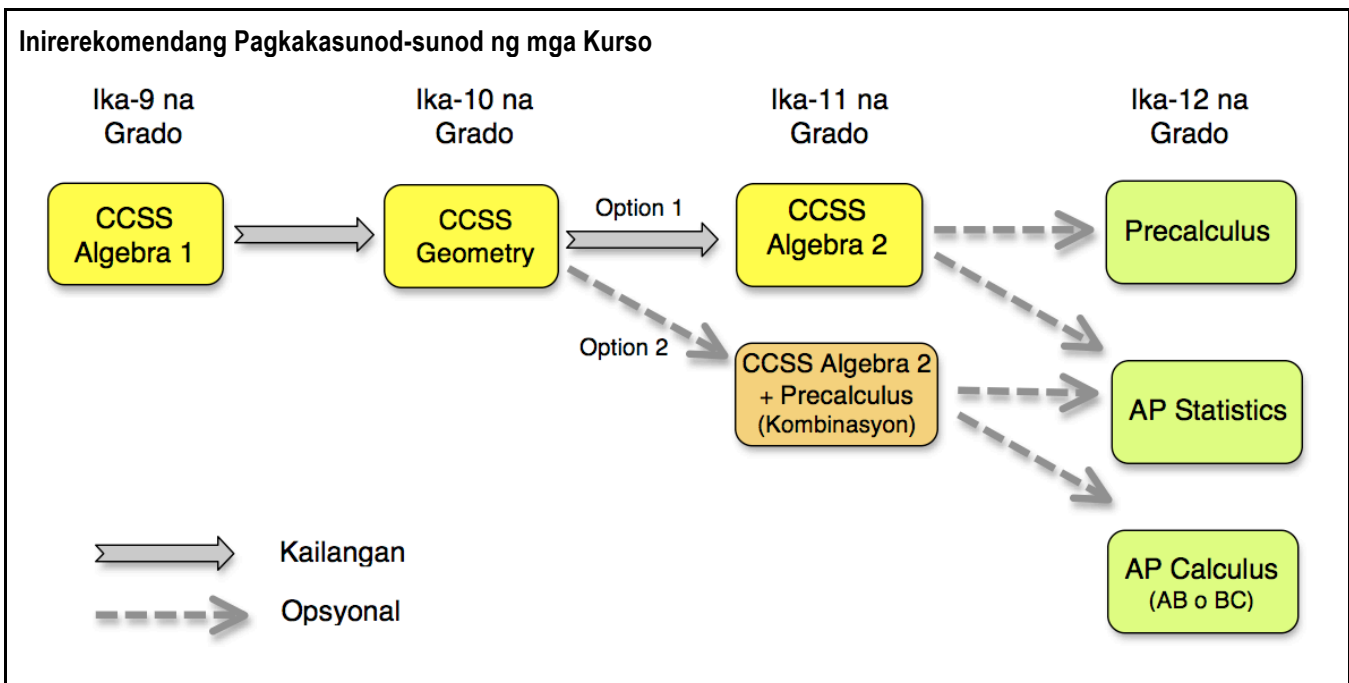 Inirerekomendang Pagkakasunod-sunod ng mga Kurso
Ika-9 na
Grado
Ika-10 na
Grado
Ika-11 na
Grado
Ika-12 na
Grado
CCSS
Algebra 1
CCSS
Geometry
Option 1
CCSS
Algebra 2
Precalculus
Option 2
CCSS Algebra 2
+ Precalculus
(Kombinasyon)
AP Statistics
AP Calculus
(AB o BC)
Kailangan
Opsyonal